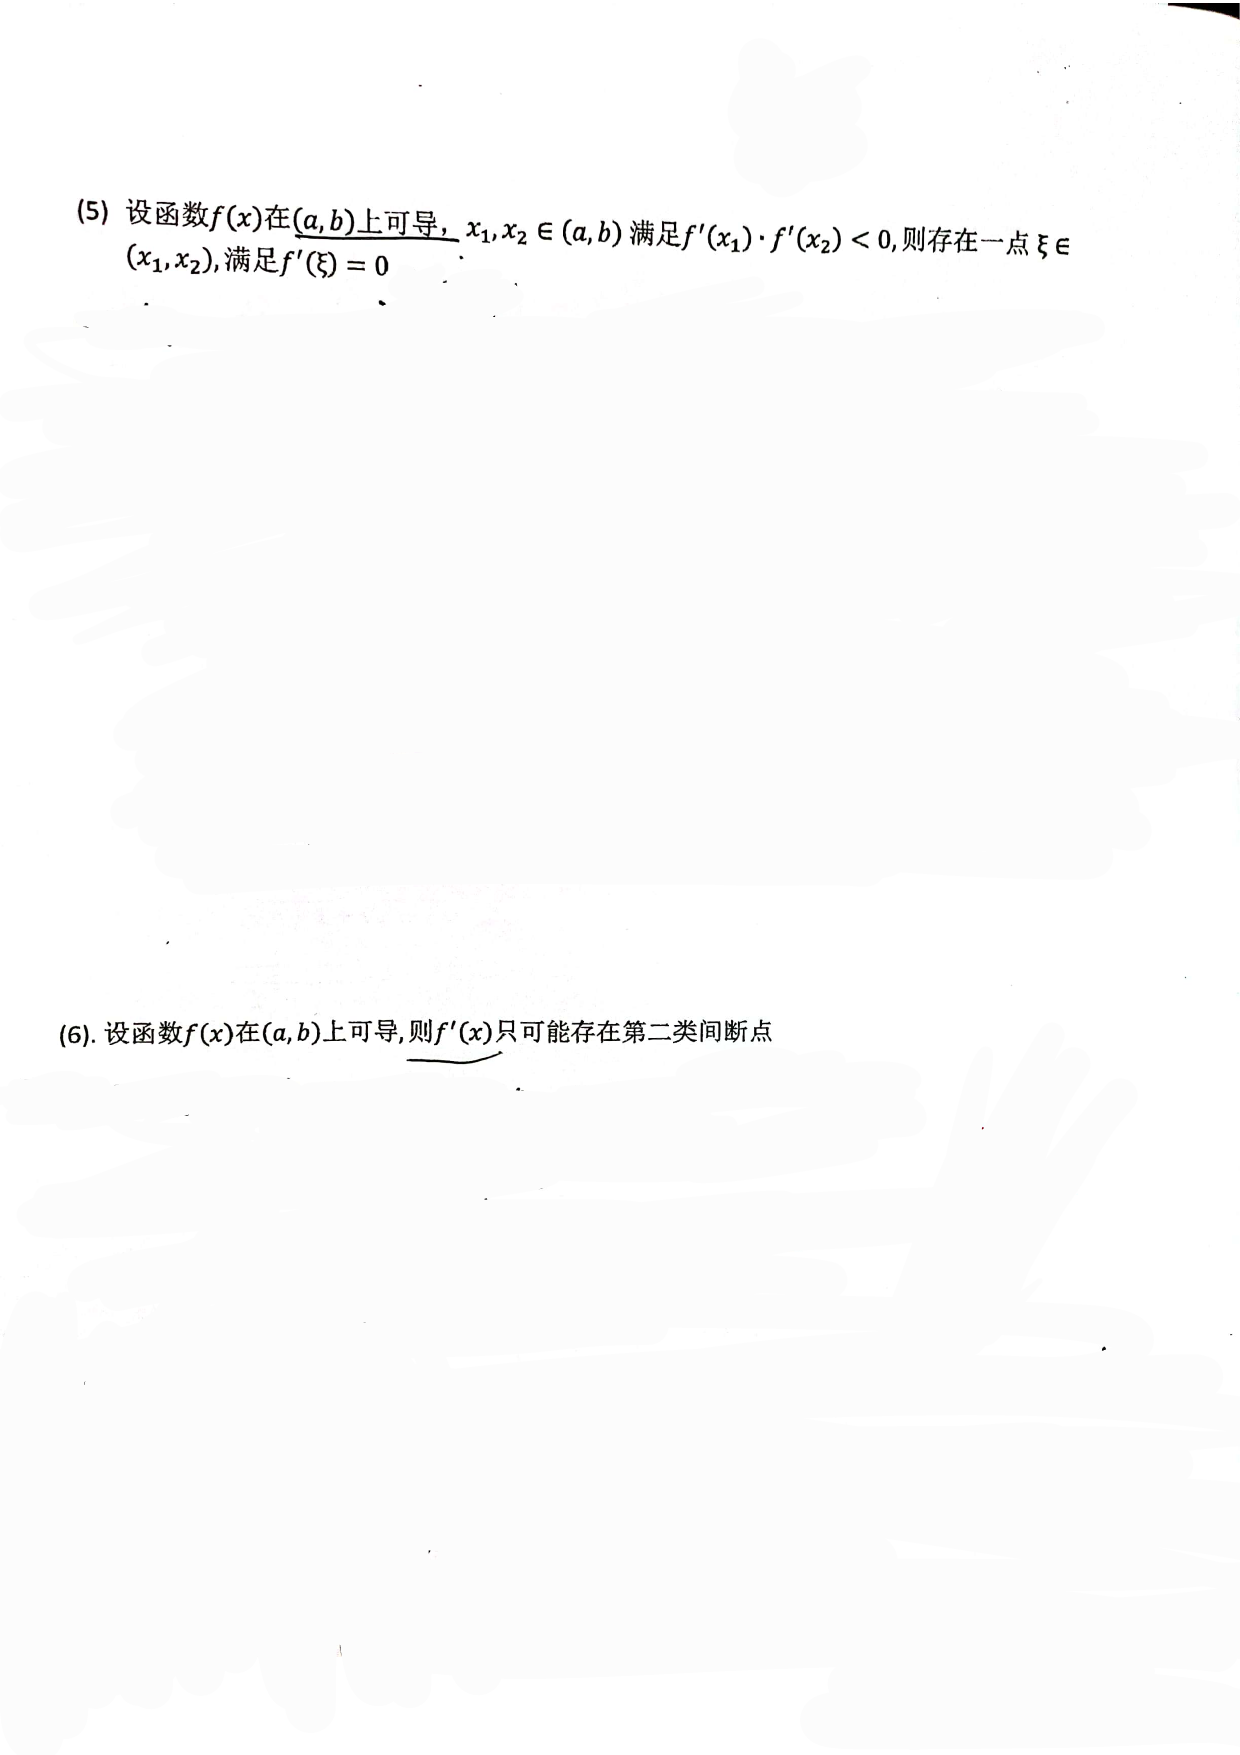 (5) 设函数f(x)在(a,b)上可导，x₁,x₂ ∈ (a,b) 满足f′(x₁)·f′(x₂) < 0,则存在一点 ξ ∈
(x₁,x₂),满足f′(ξ) = 0
(6). 设函数f(x)在(a,b)上可导,则f′(x)只可能存在第二类间断点